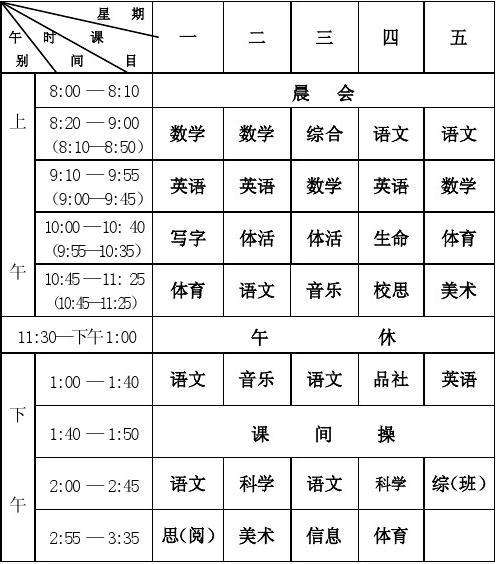 星 期
午 时 课
别 间 目
一 二 三 四 五
上
午
8:00 — 8:10 晨 会
8:20 — 9:00
(8:10—8:50) 数学 数学 综合 语文 语文
9:10 — 9:55
(9:00—9:45) 英语 英语 数学 英语 数学
10:00 —10: 40
(9:55—10:35) 写字 体活 体活 生命 体育
10:45 —11: 25
(10:45—11:25) 体育 语文 音乐 校思 美术
11:30—下午1:00 午 休
下
午
1:00 — 1:40 语文 音乐 语文 品社 英语
1:40 — 1:50 课 间 操
2:00 — 2:45 语文 科学 语文 科学 综(班)
2:55 — 3:35 思(阅) 美术 信息 体育